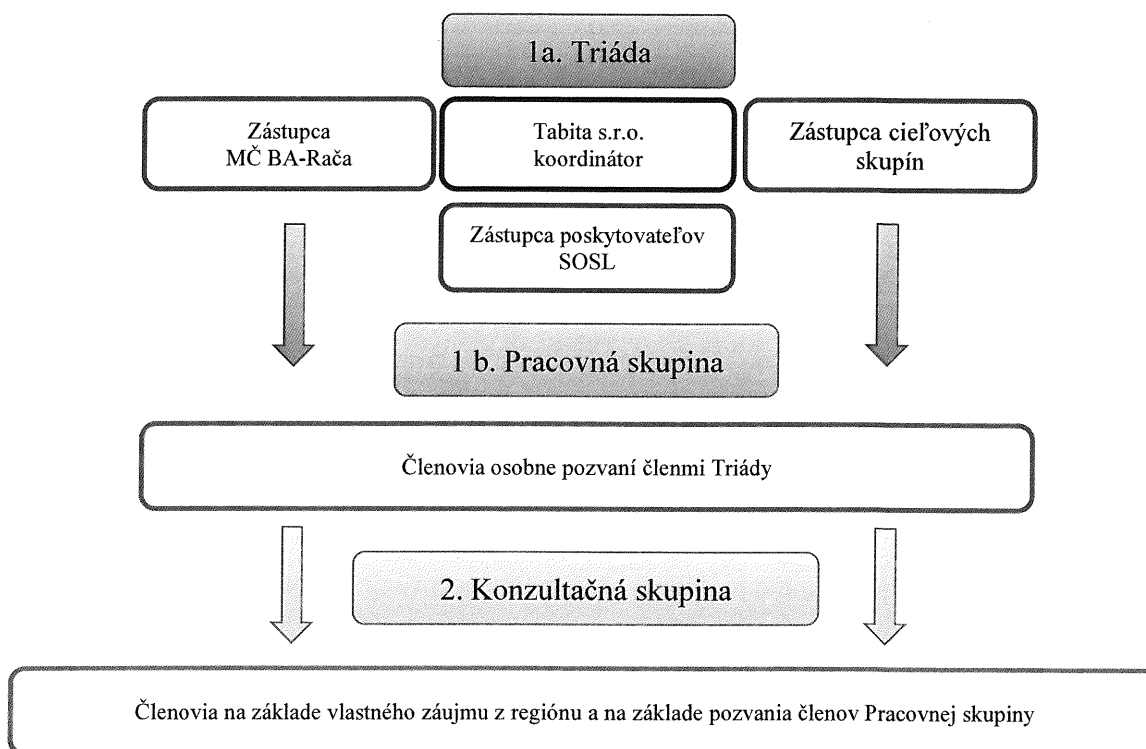 1a. Triáda
Zástupca
MČ BA-Rača
Tabita s.r.o.
koordinátor
Zástupca cieľových
skupín
Zástupca poskytovateľov
SOSL
1 b. Pracovná skupina
Členovia osobne pozvaní členmi Triády
2. Konzultačná skupina
Členovia na základe vlastného záujmu z regiónu a na základe pozvania členov Pracovnej skupiny